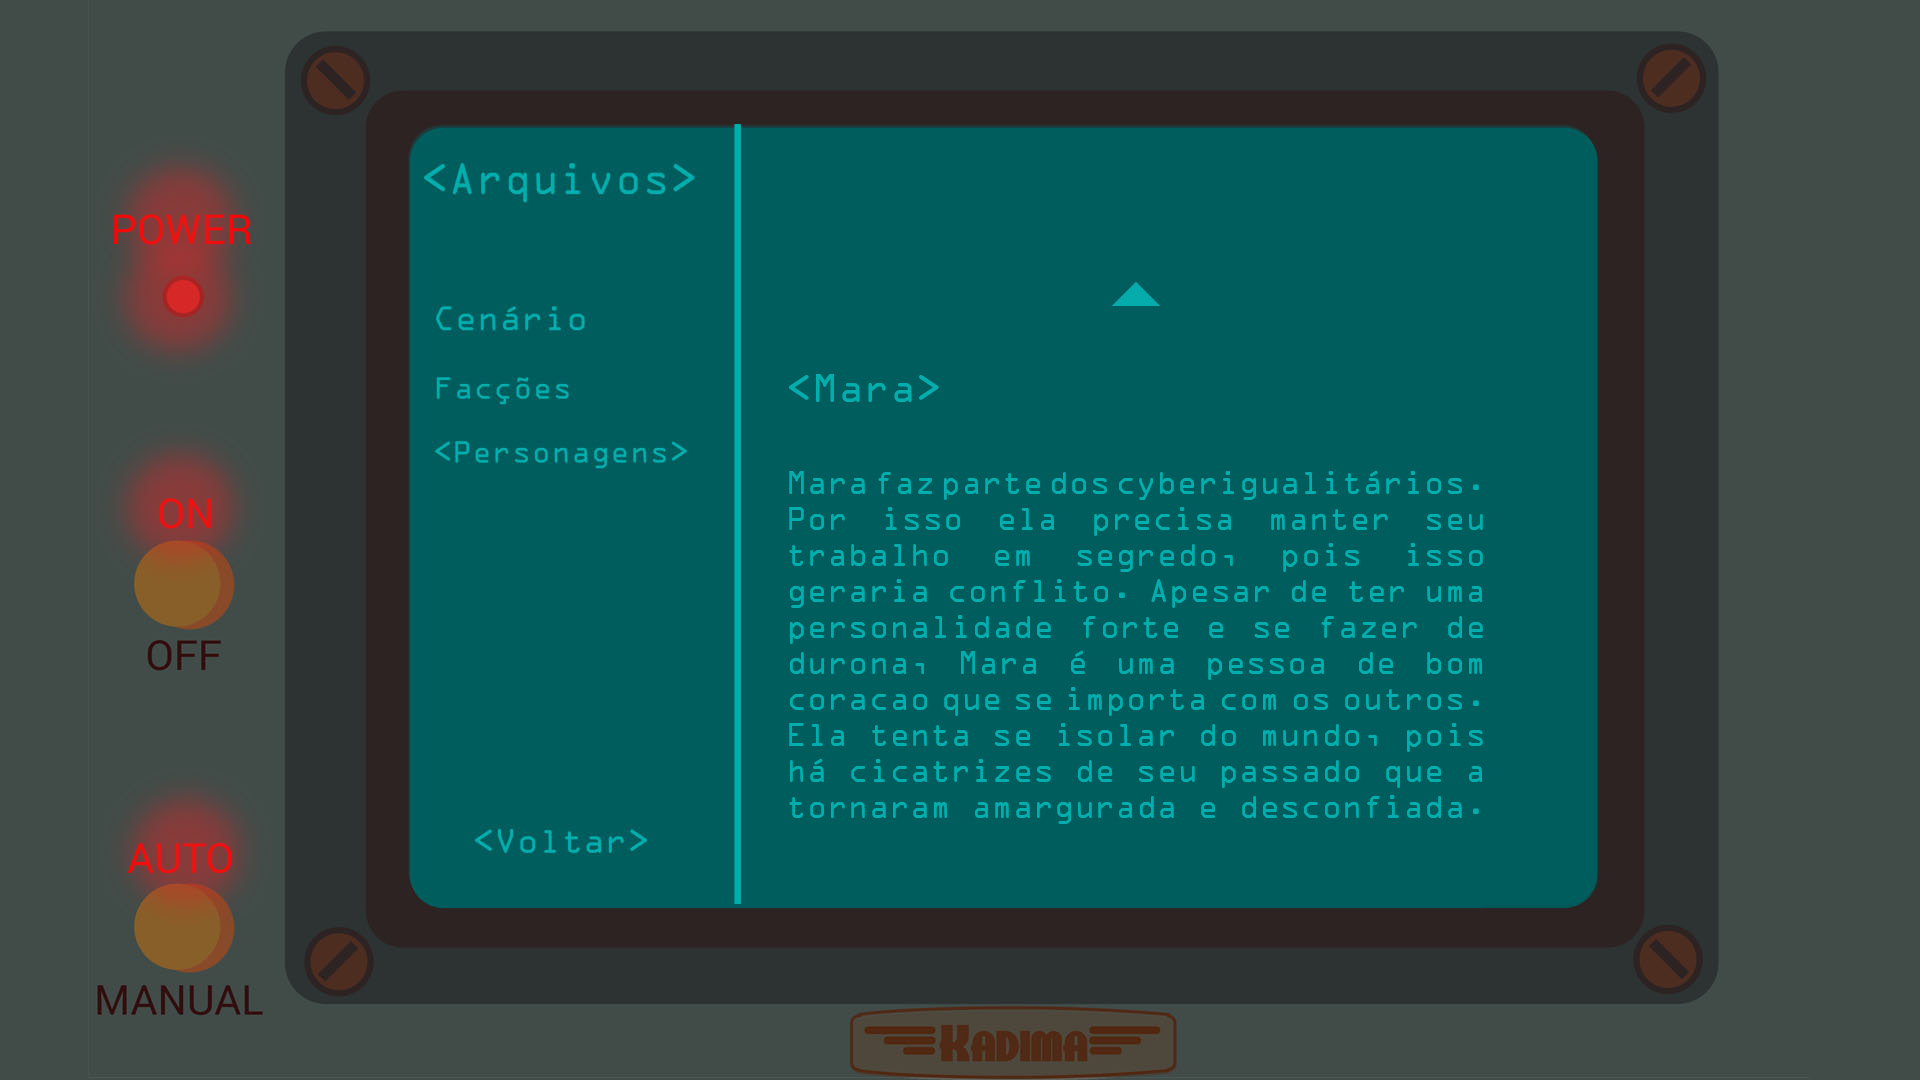 POWER
ON
OFF
AUTO
MANUAL
<Arquivos>
Cenário
Facções
<Personagens>
<Voltar>
<Mara>
Mara faz parte dos cyberigualitários.
Por isso ela precisa manter seu
trabalho em segredo, pois isso
geraria conflito. Apesar de ter uma
personalidade forte e se fazer de
durona, Mara é uma pessoa de bom
coracao que se importa com os outros.
Ela tenta se isolar do mundo, pois
há cicatrizes de seu passado que a
tornaram amargurada e desconfiada.
KADIMA